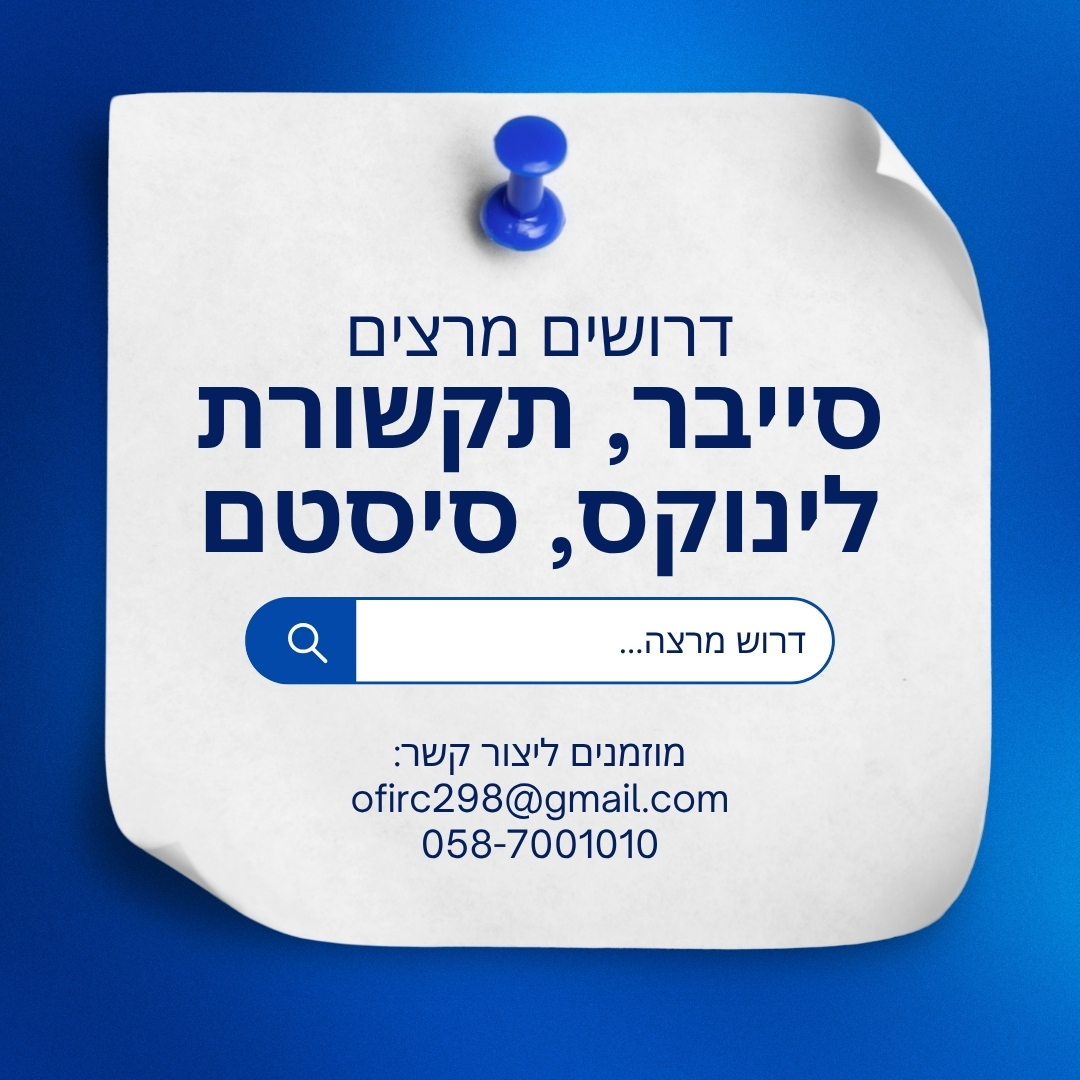 דרושים מרצים
סייבר, תקשורת
לינוקס, סיסטם
דרוש מרצה...
מוזמנים ליצור קשר:
ofirc298@gmail.com
058-7001010